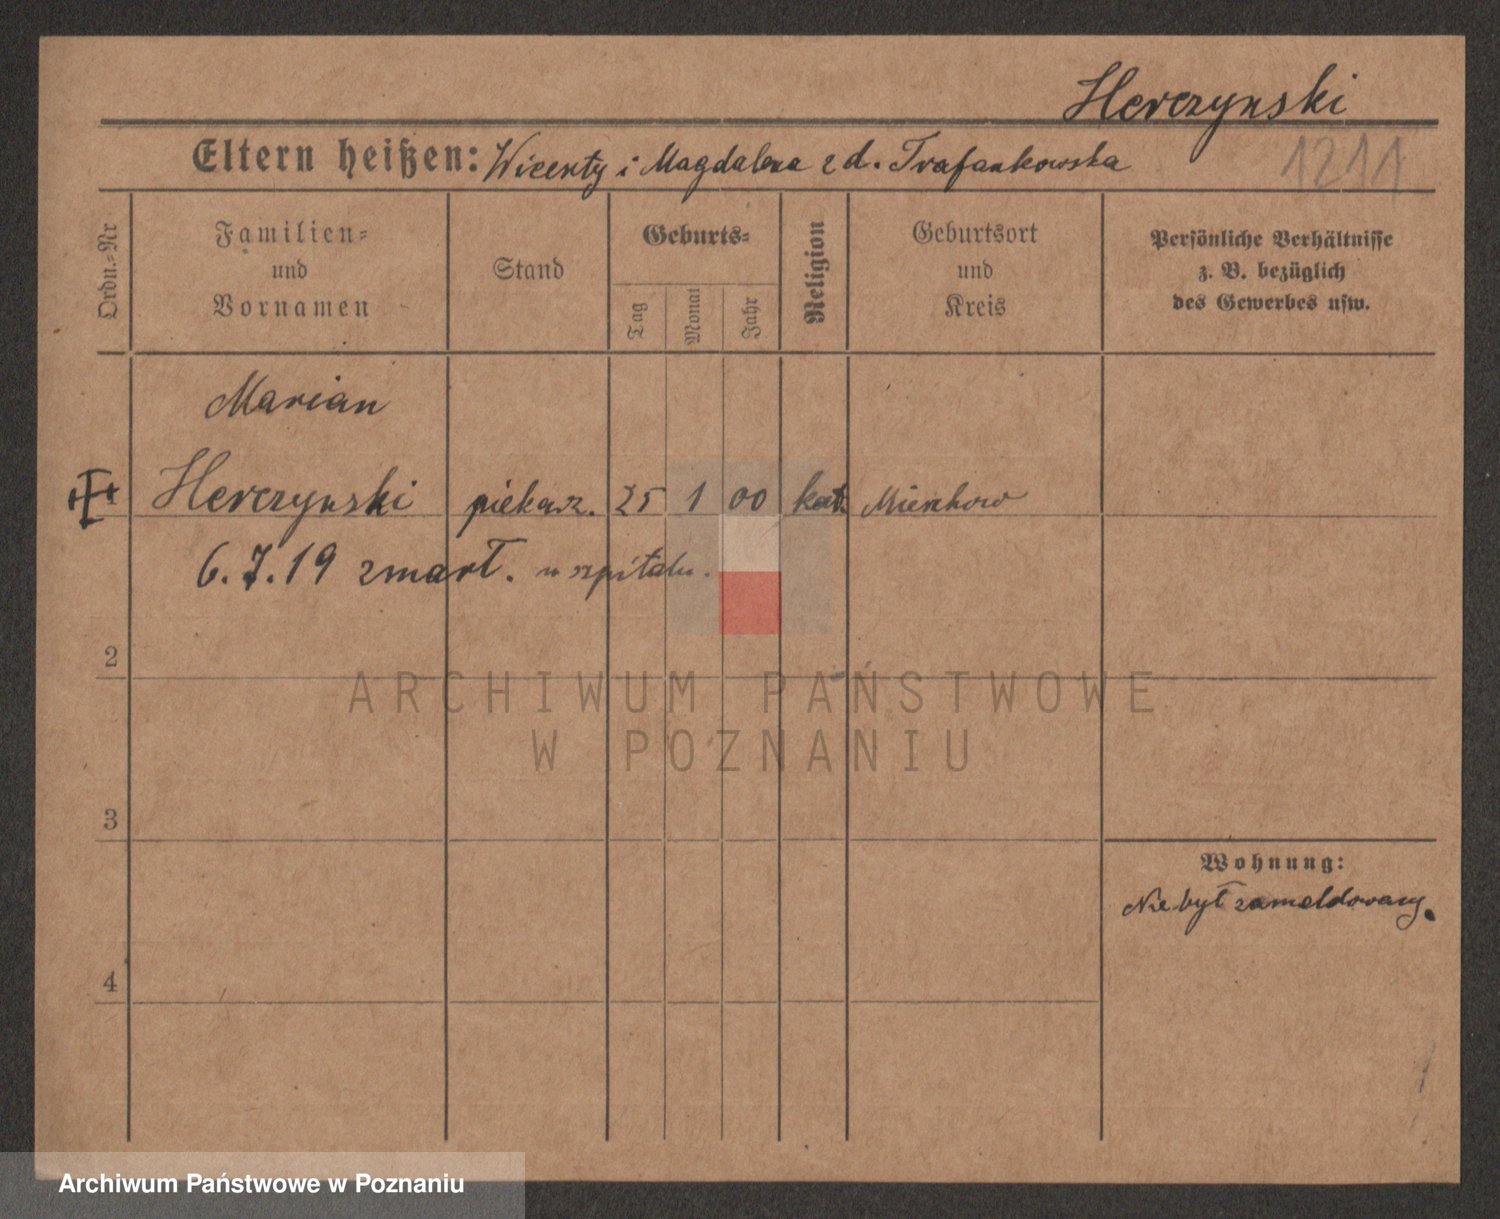 Herczynski
Eltern heißen: Wicenty i Magdalena z d. Trafankowska
1211
Ordn.-Nr
Familien-
und
Vornamen
Stand
Geburts-
Tag
Monat
Jahr
Religion
Geburtsort
und
Kreis
Persönliche Verhältnisse
z. B. bezüglich
des Gewerbes usw.
Marian
Herczynski piekarz. 25 1 00 kat. Mieschow
6.7.19 zmarł. w szpitalu.
2
ARCHIWUM PAŃSTWOWE
W POZNANIU
3
Wohnung:
Nie był zameldowany.
4
Archiwum Państwowe w Poznaniu